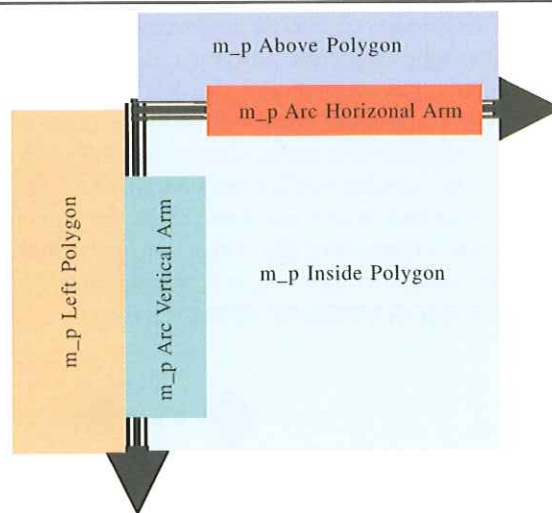 m_p Above Polygon
m_p Arc Horizonal Arm
m_p Left Polygon
m_p Arc Vertical Arm
m_p Inside Polygon